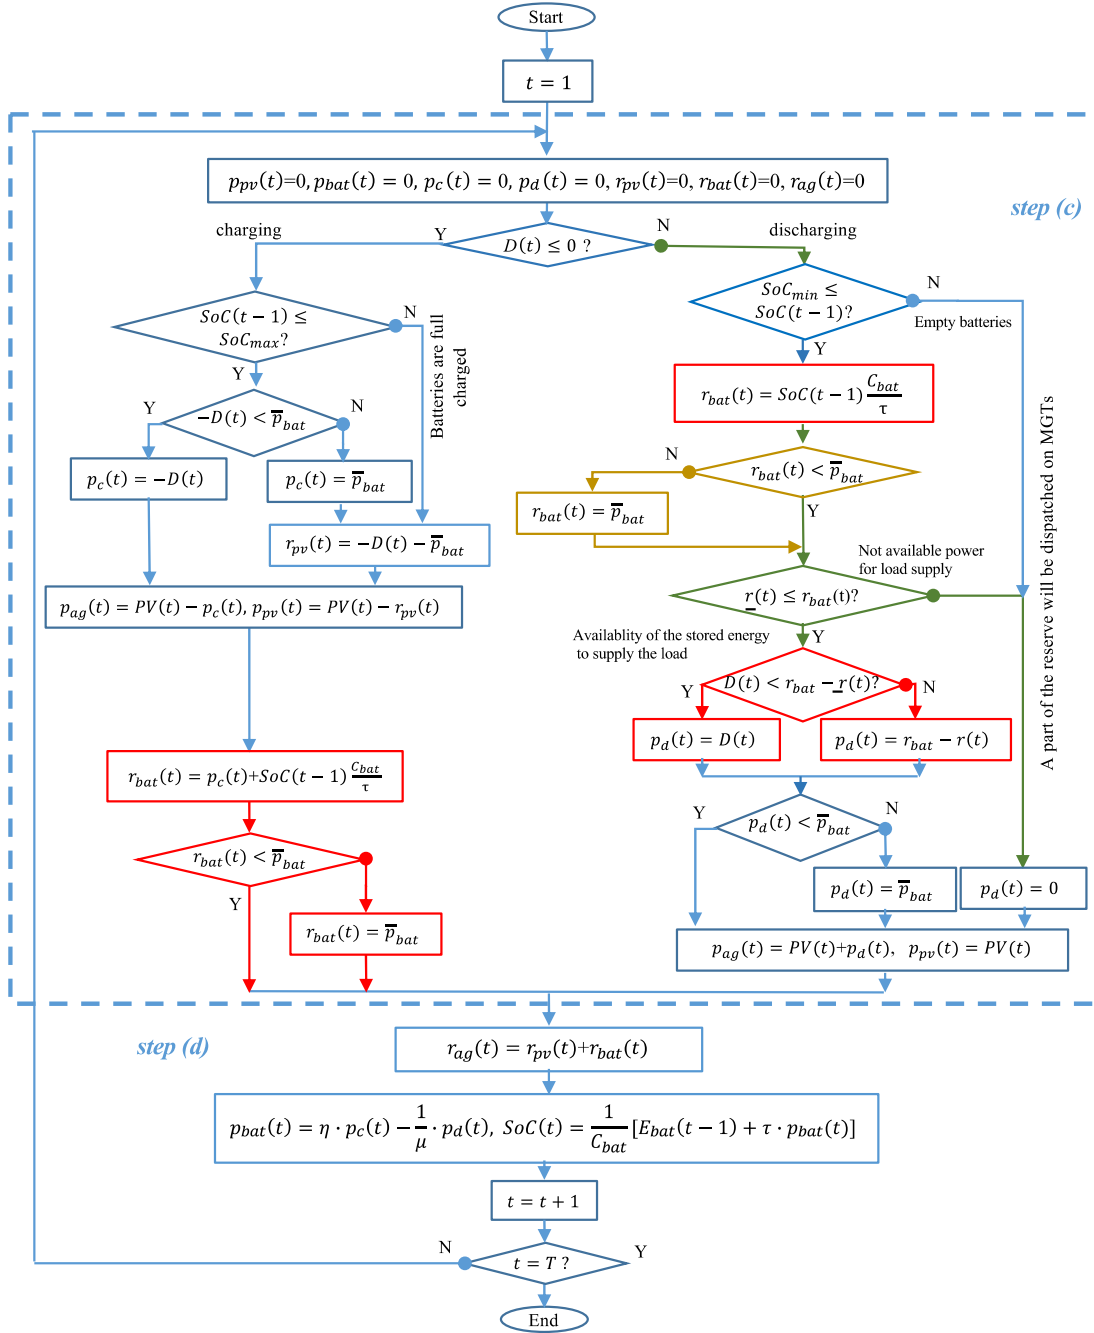 Start
t = 1
p_pv(t)=0, p_bat(t) = 0, p_c(t) = 0, p_d(t) = 0, r_pv(t)=0, r_bat(t)=0, r_ag(t)=0
step (c)
charging
Y
D(t) ≤ 0 ?
N
discharging
SoC(t − 1) ≤
SoC_max?
N
Y
Batteries are full
charged
SoC_min ≤
SoC(t − 1)?
N
Empty batteries
Y
−D(t) < p̅_bat
Y
N
p_c(t) = −D(t)
p_c(t) = p̅_bat
r_pv(t) = −D(t) − p̅_bat
p_ag(t) = PV(t) − p_c(t), p_pv(t) = PV(t) − r_pv(t)
r_bat(t) = p_c(t)+SoC(t − 1) C_bat/τ
r_bat(t) < p̅_bat
Y
r_bat(t) = p̅_bat
r_bat(t) = SoC(t − 1) C_bat/τ
r_bat(t) < p̅_bat
N
Y
r_bat(t) = p̅_bat
Not available power
for load supply
r̲(t) ≤ r_bat(t)?
Availablity of the stored energy
to supply the load
Y
A part of the reserve will be dispatched on MGTs
D(t) < r_bat − r̲(t)?
Y
N
p_d(t) = D(t)
p_d(t) = r_bat − r(t)
p_d(t) < p̅_bat
Y
N
p_d(t) = p̅_bat
p_d(t) = 0
p_ag(t) = PV(t)+p_d(t), p_pv(t) = PV(t)
step (d)
r_ag(t) = r_pv(t)+r_bat(t)
p_bat(t) = η · p_c(t) − 1/μ · p_d(t), SoC(t) = 1/C_bat [E_bat(t − 1) + τ · p_bat(t)]
t = t + 1
N
t = T ?
Y
End